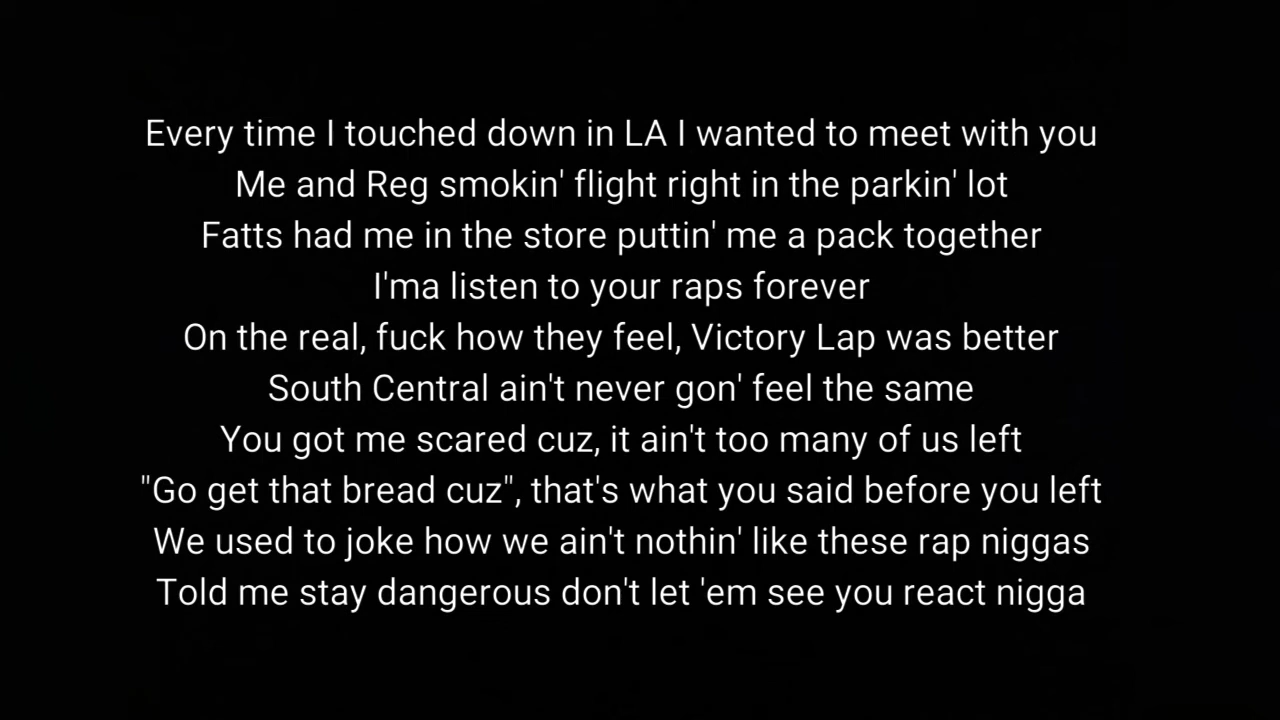 Every time I touched down in LA I wanted to meet with you
Me and Reg smokin' flight right in the parkin' lot
Fatts had me in the store puttin' me a pack together
I'ma listen to your raps forever
On the real, fuck how they feel, Victory Lap was better
South Central ain't never gon' feel the same
You got me scared cuz, it ain't too many of us left
"Go get that bread cuz", that's what you said before you left
We used to joke how we ain't nothin' like these rap niggas
Told me stay dangerous don't let 'em see you react nigga